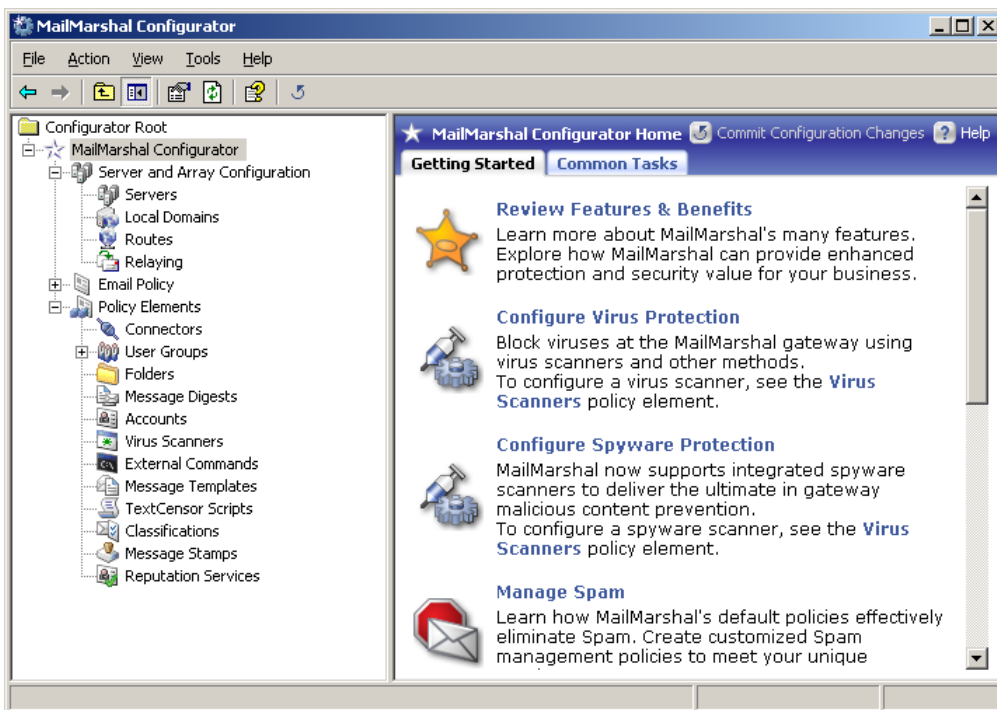 MailMarshal Configurator
File Action View Tools Help
Configurator Root
MailMarshal Configurator
Server and Array Configuration
Servers
Local Domains
Routes
Relaying
Email Policy
Policy Elements
Connectors
User Groups
Folders
Message Digests
Accounts
Virus Scanners
External Commands
Message Templates
TextCensor Scripts
Classifications
Message Stamps
Reputation Services
MailMarshal Configurator Home Commit Configuration Changes Help
Getting Started Common Tasks
Review Features & Benefits
Learn more about MailMarshal's many features.
Explore how MailMarshal can provide enhanced
protection and security value for your business.
Configure Virus Protection
Block viruses at the MailMarshal gateway using
virus scanners and other methods.
To configure a virus scanner, see the Virus
Scanners policy element.
Configure Spyware Protection
MailMarshal now supports integrated spyware
scanners to deliver the ultimate in gateway
malicious content prevention.
To configure a spyware scanner, see the Virus
Scanners policy element.
Manage Spam
Learn how MailMarshal's default policies effectively
eliminate Spam. Create customized Spam
management policies to meet your unique